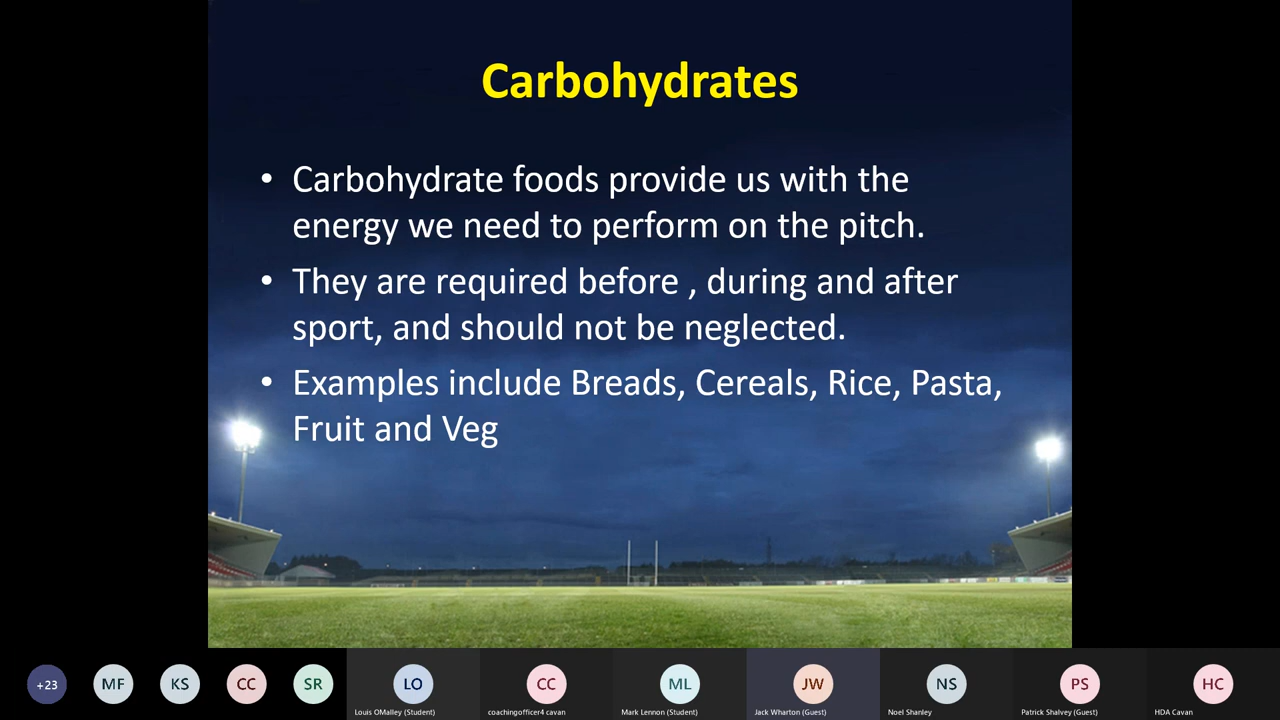 Carbohydrates
• Carbohydrate foods provide us with the
energy we need to perform on the pitch.
• They are required before , during and after
sport, and should not be neglected.
• Examples include Breads, Cereals, Rice, Pasta,
Fruit and Veg
+23
MF
KS
CC
SR
LO
Louis OMalley (Student)
CC
coachingofficer4 cavan
ML
Mark Lennon (Student)
JW
Jack Wharton (Guest)
NS
Noel Shanley
PS
Patrick Shalvey (Guest)
HC
HDA Cavan